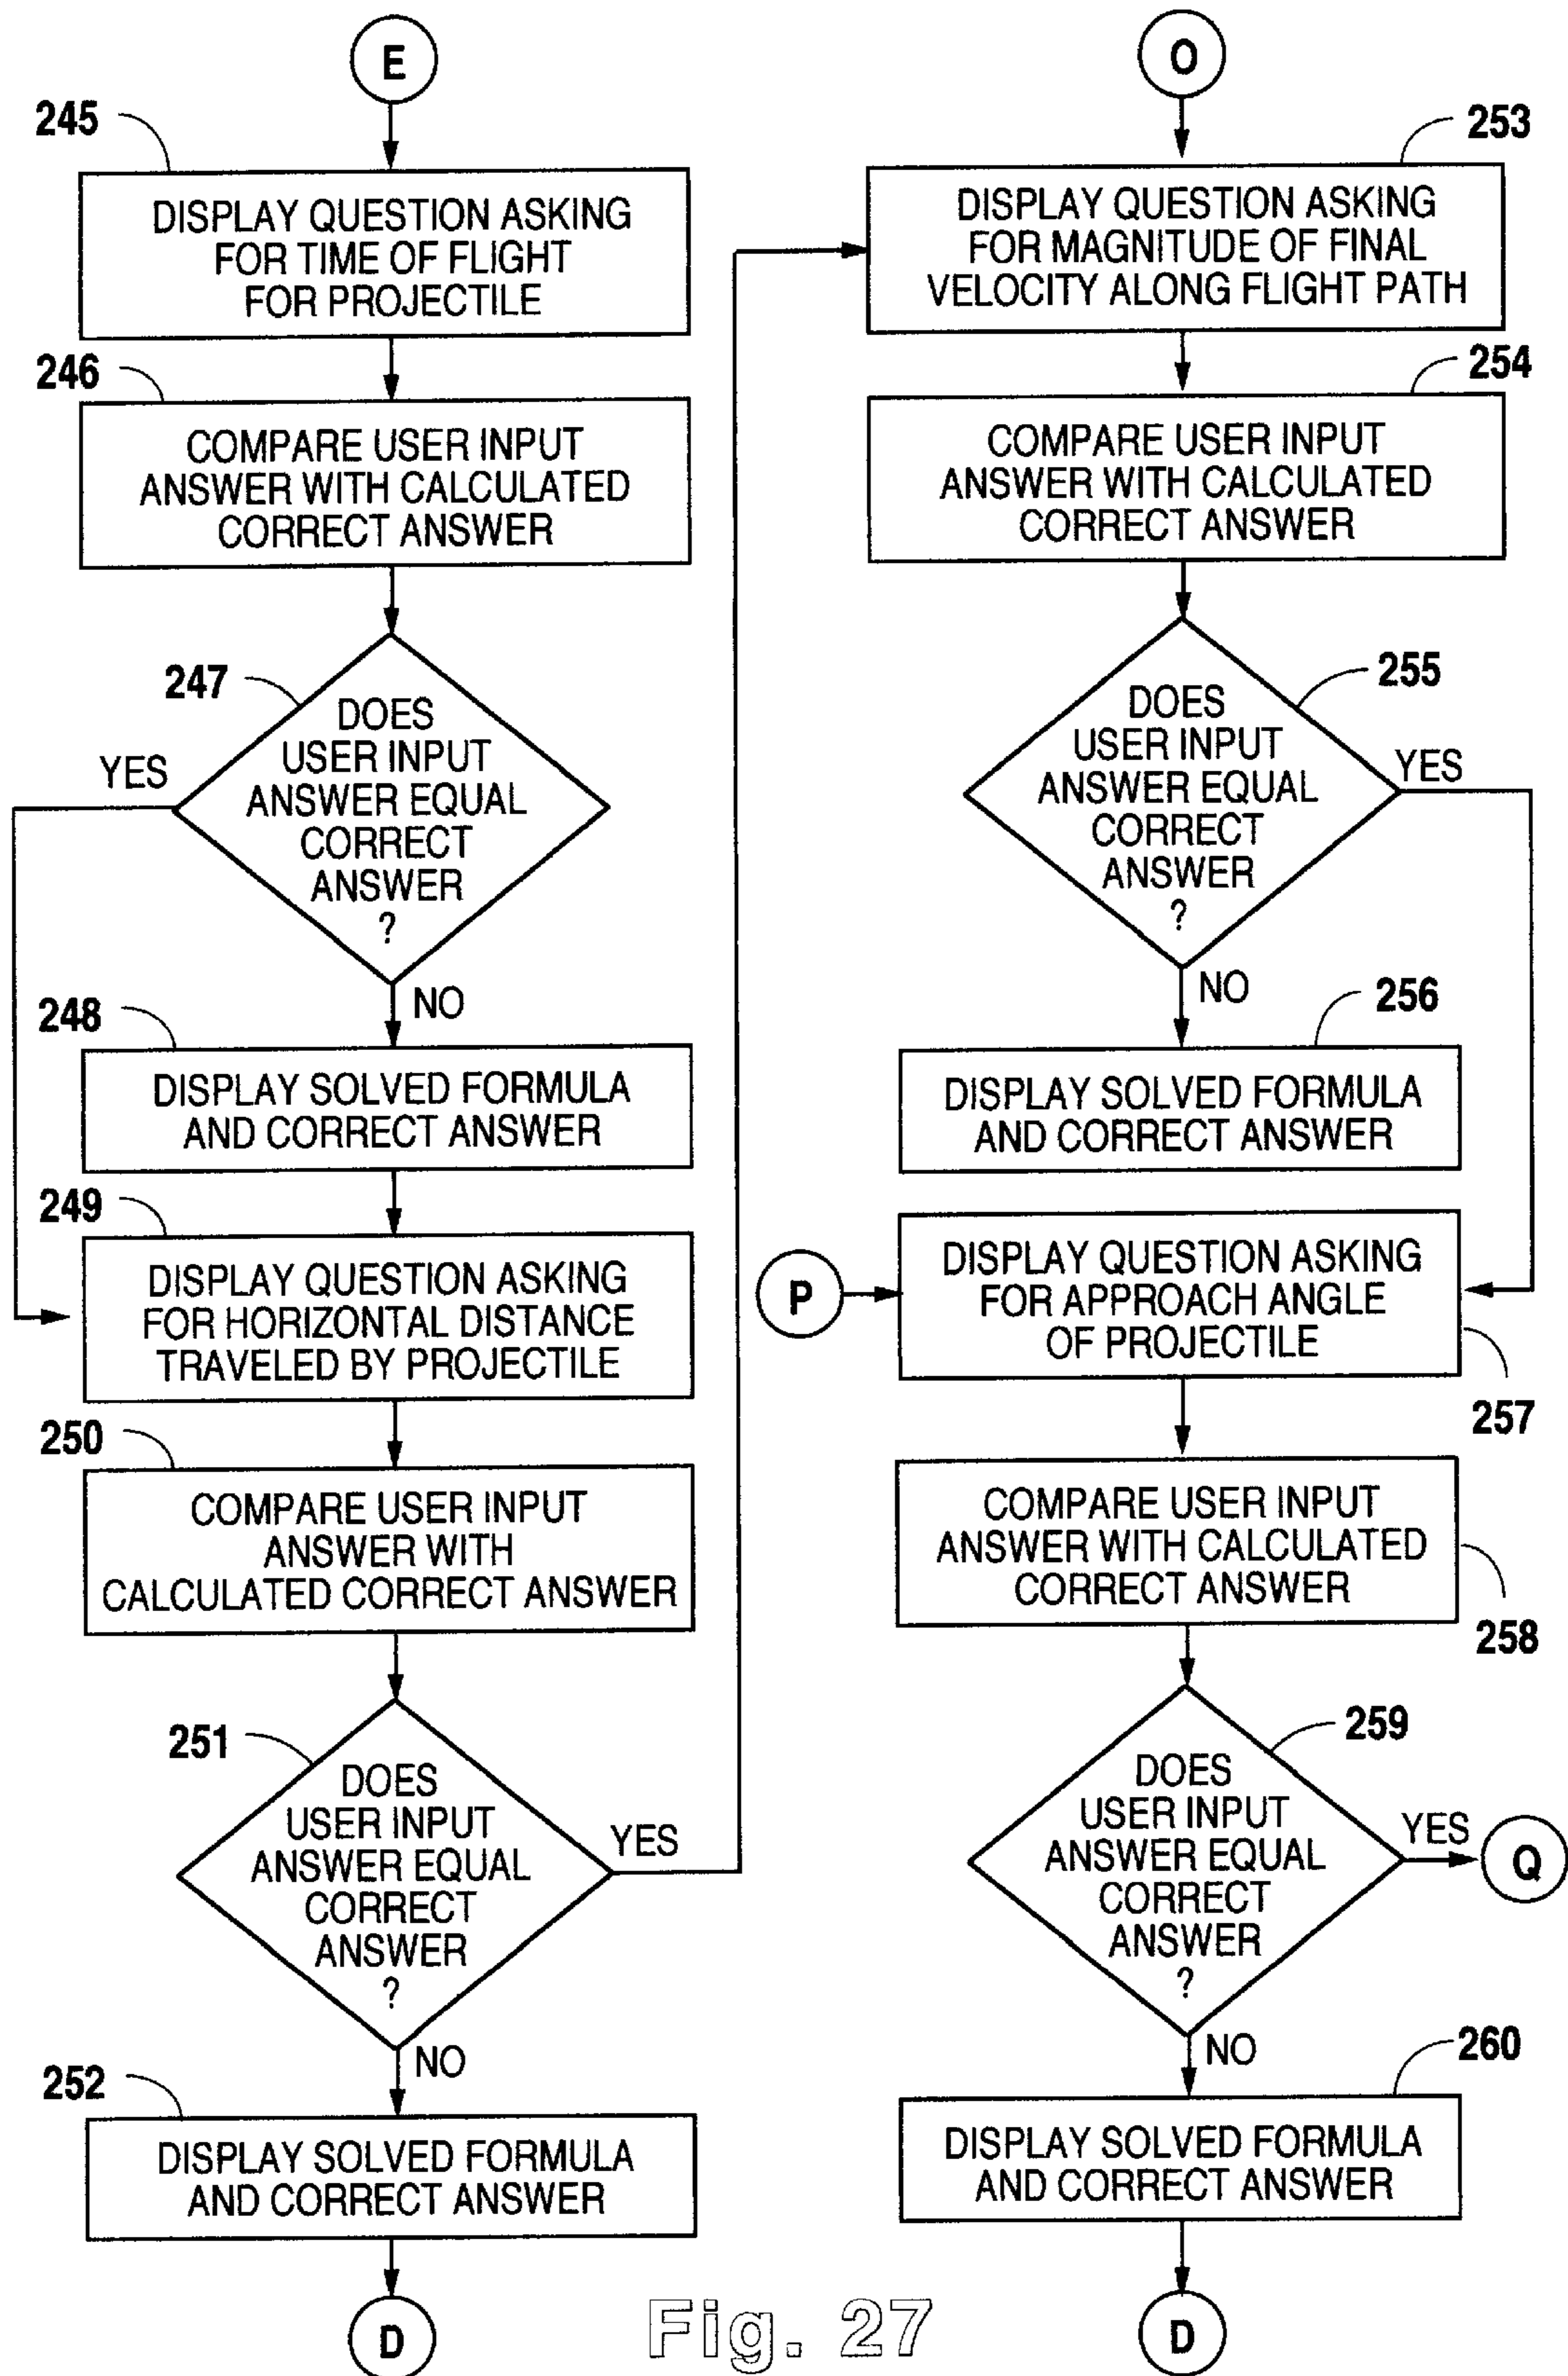 E
245
DISPLAY QUESTION ASKING
FOR TIME OF FLIGHT
FOR PROJECTILE
246
COMPARE USER INPUT
ANSWER WITH CALCULATED
CORRECT ANSWER
247
DOES
USER INPUT
ANSWER EQUAL
CORRECT
ANSWER
?
YES
NO
248
DISPLAY SOLVED FORMULA
AND CORRECT ANSWER
249
DISPLAY QUESTION ASKING
FOR HORIZONTAL DISTANCE
TRAVELED BY PROJECTILE
250
COMPARE USER INPUT
ANSWER WITH
CALCULATED CORRECT ANSWER
251
DOES
USER INPUT
ANSWER EQUAL
CORRECT
ANSWER
?
YES
NO
252
DISPLAY SOLVED FORMULA
AND CORRECT ANSWER
D
O
253
DISPLAY QUESTION ASKING
FOR MAGNITUDE OF FINAL
VELOCITY ALONG FLIGHT PATH
254
COMPARE USER INPUT
ANSWER WITH CALCULATED
CORRECT ANSWER
255
DOES
USER INPUT
ANSWER EQUAL
CORRECT
ANSWER
?
YES
NO
256
DISPLAY SOLVED FORMULA
AND CORRECT ANSWER
P
DISPLAY QUESTION ASKING
FOR APPROACH ANGLE
OF PROJECTILE
257
COMPARE USER INPUT
ANSWER WITH CALCULATED
CORRECT ANSWER
258
259
DOES
USER INPUT
ANSWER EQUAL
CORRECT
ANSWER
?
YES
Q
NO
260
DISPLAY SOLVED FORMULA
AND CORRECT ANSWER
D
Fig. 27